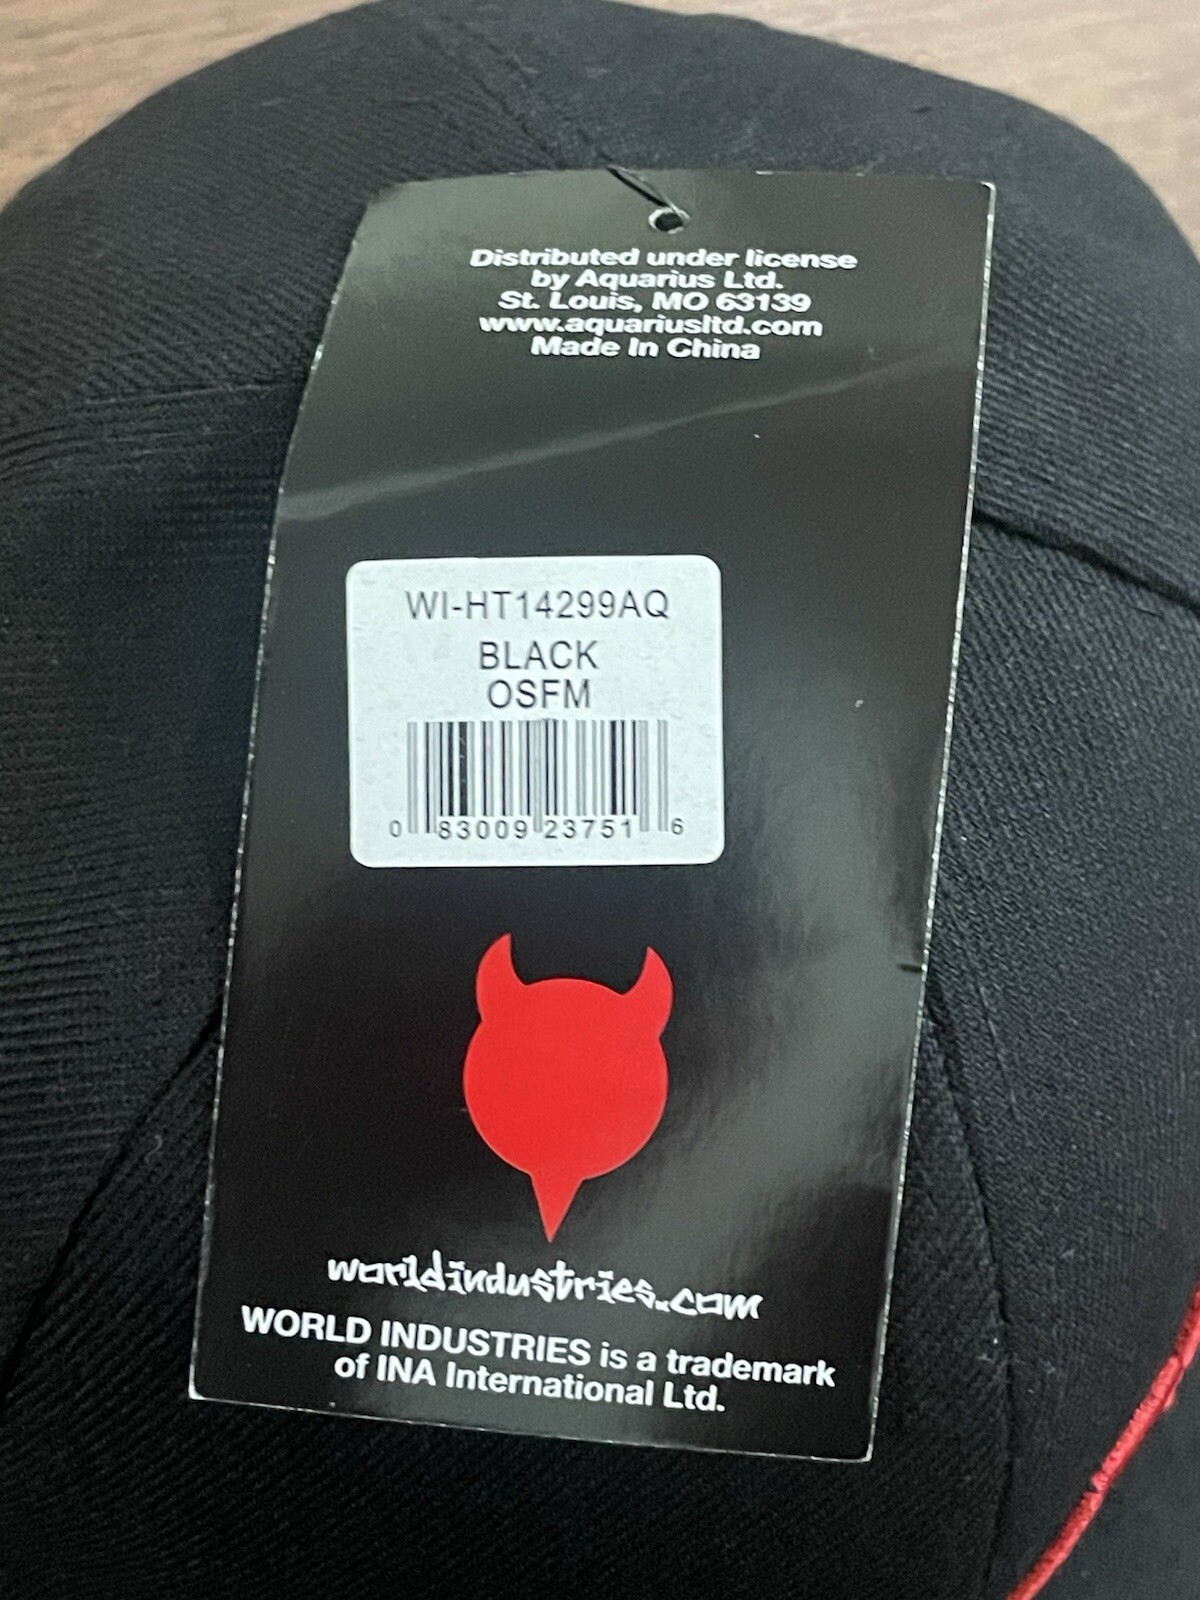 Distributed under license
by Aquarius Ltd.
St. Louis, MO 63139
www.aquariusltd.com
Made In China
WI-HT14299AQ
BLACK
OSFM
0 83009 23751 6
worldindustries.com
WORLD INDUSTRIES is a trademark
of INA International Ltd.